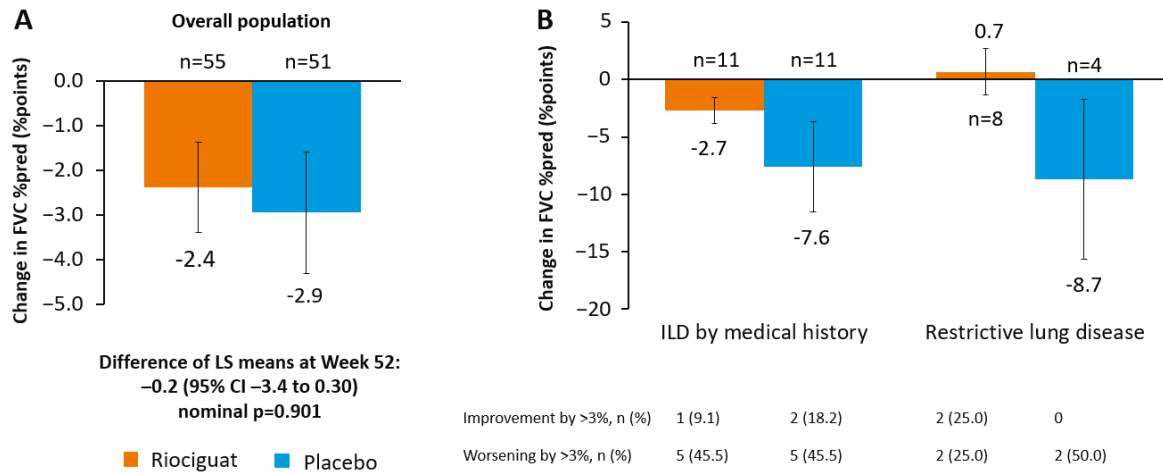 A
Overall population
n=55
n=51
0.0
−1.0
−2.0
−3.0
−4.0
−5.0
Change in FVC %pred (%points)
-2.4
-2.9
Difference of LS means at Week 52:
−0.2 (95% CI −3.4 to 0.30)
nominal p=0.901
Riociguat
Placebo
B
5
0
−5
−10
−15
−20
Change in FVC %pred (%points)
n=11
n=11
0.7
n=4
n=8
-2.7
-7.6
-8.7
ILD by medical history
Restrictive lung disease
Improvement by >3%, n (%) 1 (9.1) 2 (18.2) 2 (25.0) 0
Worsening by >3%, n (%) 5 (45.5) 5 (45.5) 2 (25.0) 2 (50.0)